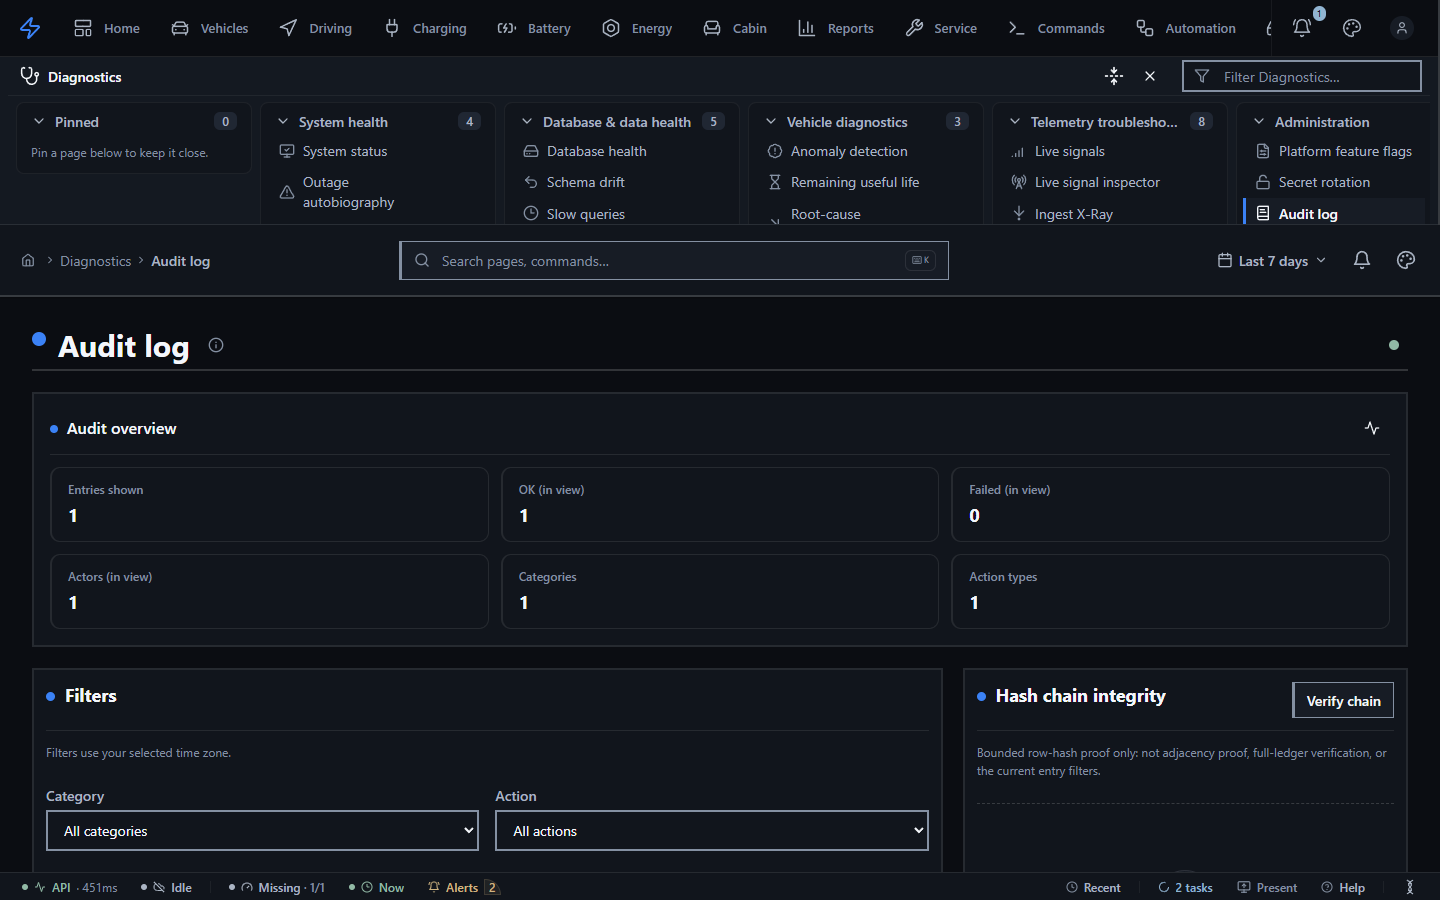 Home Vehicles Driving Charging Battery Energy Cabin Reports Service Commands Automation 1
Diagnostics Filter Diagnostics...
Pinned 0
Pin a page below to keep it close.
System health 4
System status
Outage
autobiography
Database & data health 5
Database health
Schema drift
Slow queries
Vehicle diagnostics 3
Anomaly detection
Remaining useful life
Root-cause
Telemetry troublesho... 8
Live signals
Live signal inspector
Ingest X-Ray
Administration
Platform feature flags
Secret rotation
Audit log
Diagnostics Audit log Search pages, commands... K Last 7 days
Audit log
Audit overview
Entries shown
1
OK (in view)
1
Failed (in view)
0
Actors (in view)
1
Categories
1
Action types
1
Filters
Filters use your selected time zone.
Category
All categories
Action
All actions
Hash chain integrity Verify chain
Bounded row-hash proof only: not adjacency proof, full-ledger verification, or
the current entry filters.
API · 451ms Idle Missing · 1/1 Now Alerts 2 Recent 2 tasks Present Help